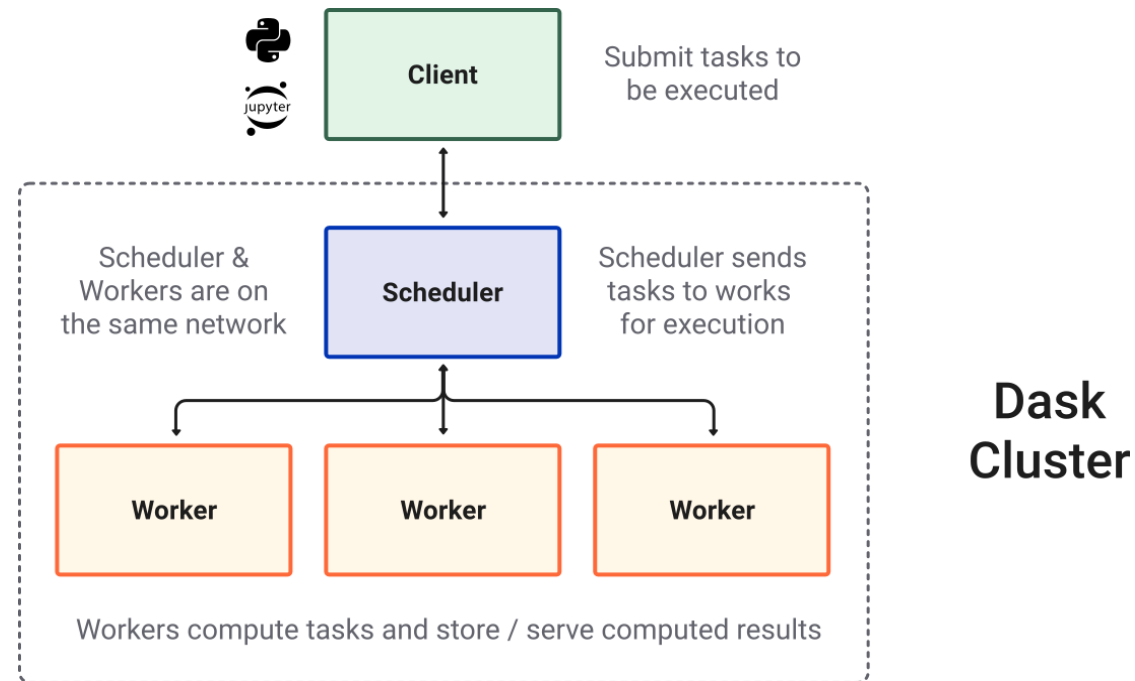 Client
Submit tasks to
be executed
jupyter
Scheduler &
Workers are on
the same network
Scheduler
Scheduler sends
tasks to works
for execution
Dask
Cluster
Worker
Worker
Worker
Workers compute tasks and store / serve computed results